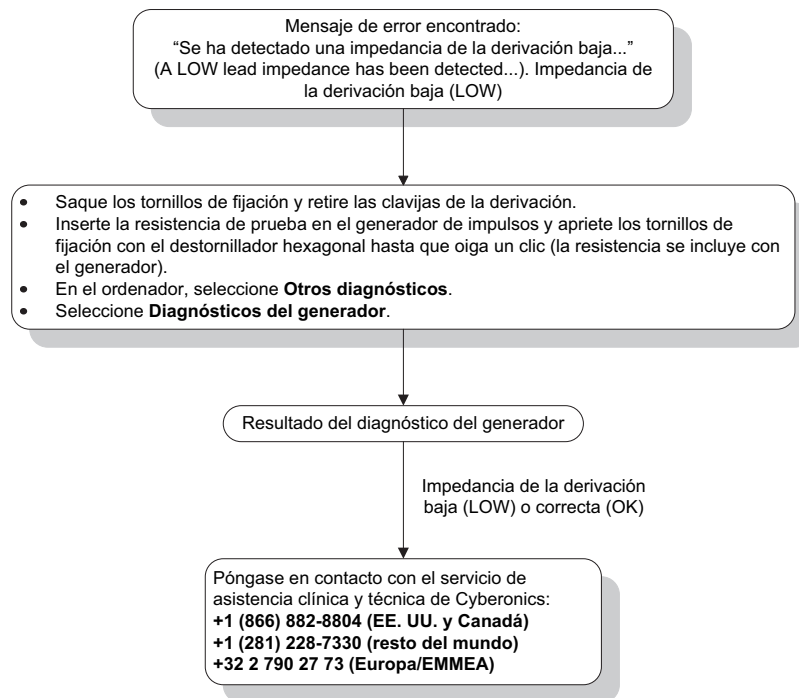 Mensaje de error encontrado:
“Se ha detectado una impedancia de la derivación baja...”
(A LOW lead impedance has been detected...). Impedancia de
la derivación baja (LOW)
• Saque los tornillos de fijación y retire las clavijas de la derivación.
• Inserte la resistencia de prueba en el generador de impulsos y apriete los tornillos de
fijación con el destornillador hexagonal hasta que oiga un clic (la resistencia se incluye con
el generador).
• En el ordenador, seleccione Otros diagnósticos.
• Seleccione Diagnósticos del generador.
Resultado del diagnóstico del generador
Impedancia de la derivación
baja (LOW) o correcta (OK)
Póngase en contacto con el servicio de
asistencia clínica y técnica de Cyberonics:
+1 (866) 882-8804 (EE. UU. y Canadá)
+1 (281) 228-7330 (resto del mundo)
+32 2 790 27 73 (Europa/EMMEA)